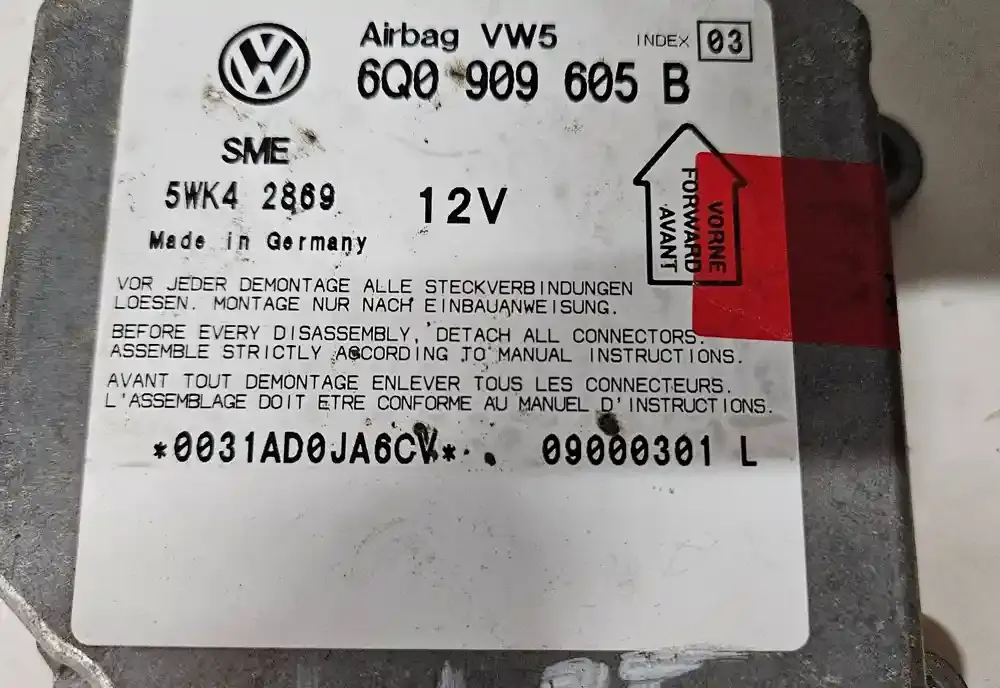 Airbag VW5 INDEX 03
6Q0 909 605 B
SME
5WK4 2869 12V
Made in Germany
VORNE
FORWARD
AVANT
VOR JEDER DEMONTAGE ALLE STECKVERBINDUNGEN
LOESEN. MONTAGE NUR NACH EINBAUANWEISUNG.
BEFORE EVERY DISASSEMBLY, DETACH ALL CONNECTORS.
ASSEMBLE STRICTLY ACCORDING TO MANUAL INSTRUCTIONS.
AVANT TOUT DEMONTAGE ENLEVER TOUS LES CONNECTEURS.
L'ASSEMBLAGE DOIT ETRE CONFORME AU MANUEL D'INSTRUCTIONS.
*0031AD0JA6CV* 09000301 L